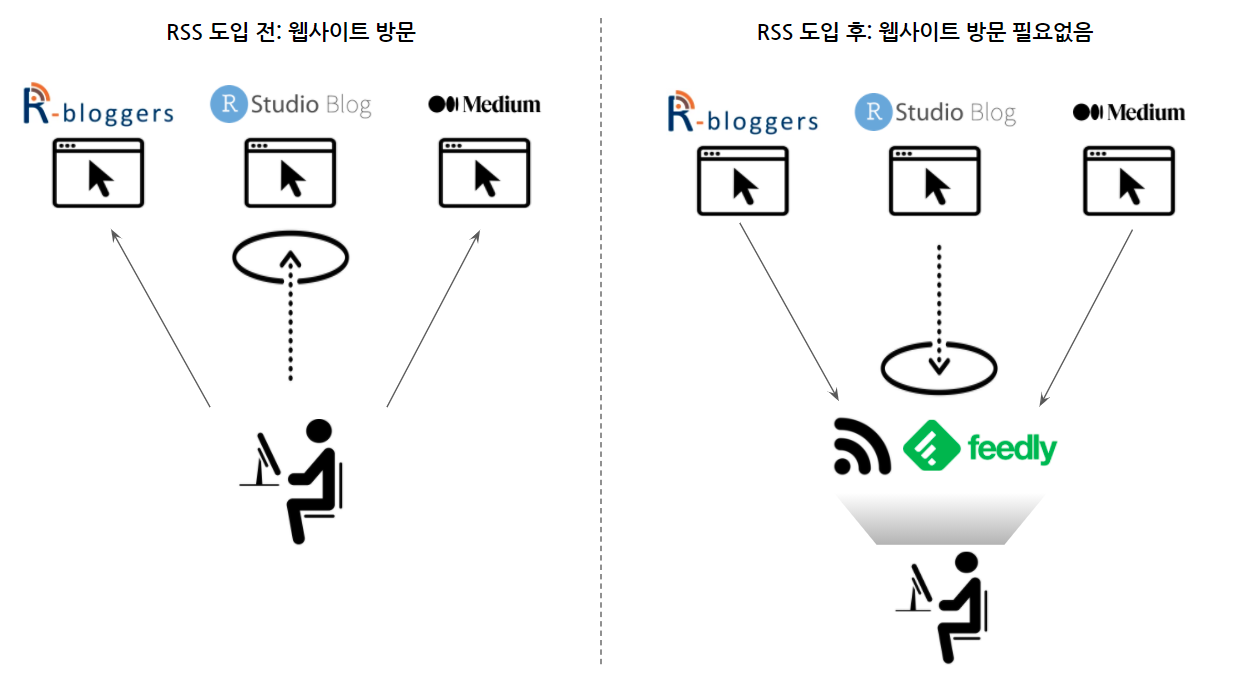 RSS 도입 전: 웹사이트 방문
R-bloggers
R Studio Blog
Medium
RSS 도입 후: 웹사이트 방문 필요없음
R-bloggers
R Studio Blog
Medium
feedly